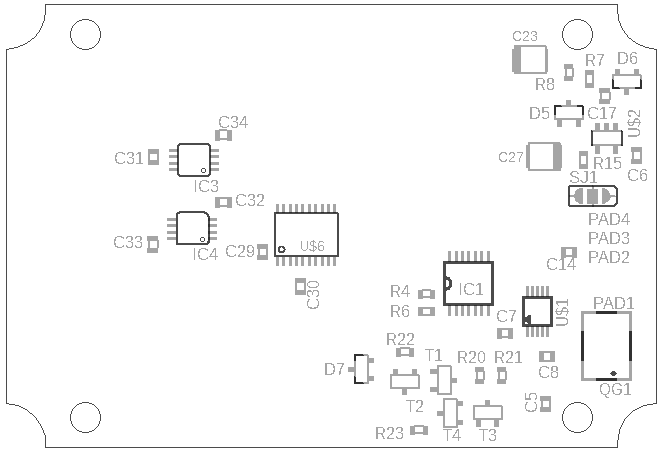 C23
R7
D6
R8
D5
C17
U$2
C34
C31
IC3
C27
R15
C6
SJ1
C32
PAD4
C33
IC4
C29
U$6
PAD3
PAD2
C14
C30
R4
IC1
R6
C7
U$1
PAD1
R22
D7
T1
R20
R21
C8
QG1
T2
C5
R23
T4
T3